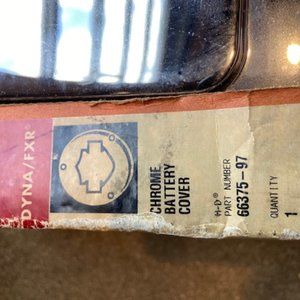 DYNA/FXR
CHROME
BATTERY
COVER
H-D®
PART NUMBER
66375-97
QUANTITY
1